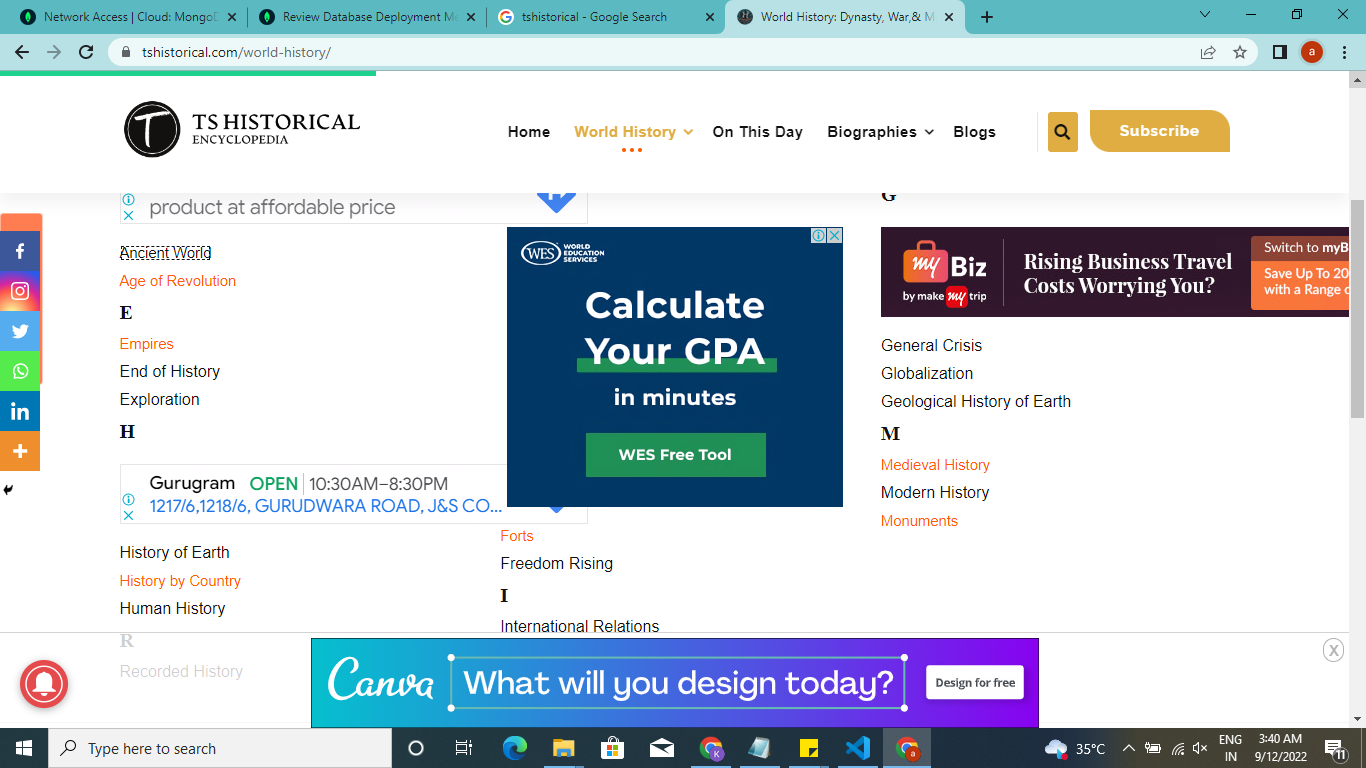 Network Access | Cloud: MongoD
Review Database Deployment Me
tshistorical - Google Search
World History: Dynasty, War,& M
tshistorical.com/world-history/
a
TS HISTORICAL
ENCYCLOPEDIA
Home
World History
On This Day
Biographies
Blogs
Subscribe
product at affordable price
G
Ancient World
Age of Revolution
E
Empires
End of History
Exploration
H
Gurugram OPEN 10:30AM–8:30PM
1217/6,1218/6, GURUDWARA ROAD, J&S CO...
History of Earth
History by Country
Human History
R
Recorded History
WES WORLD
EDUCATION
SERVICES
Calculate
Your GPA
in minutes
WES Free Tool
Forts
Freedom Rising
I
International Relations
my Biz
by make my trip
Rising Business Travel
Costs Worrying You?
Switch to myB
Save Up To 20
with a Range o
General Crisis
Globalization
Geological History of Earth
M
Medieval History
Modern History
Monuments
X
Canva
What will you design today?
Design for free
Type here to search
K
a
35°C
ENG
IN
3:40 AM
9/12/2022
11